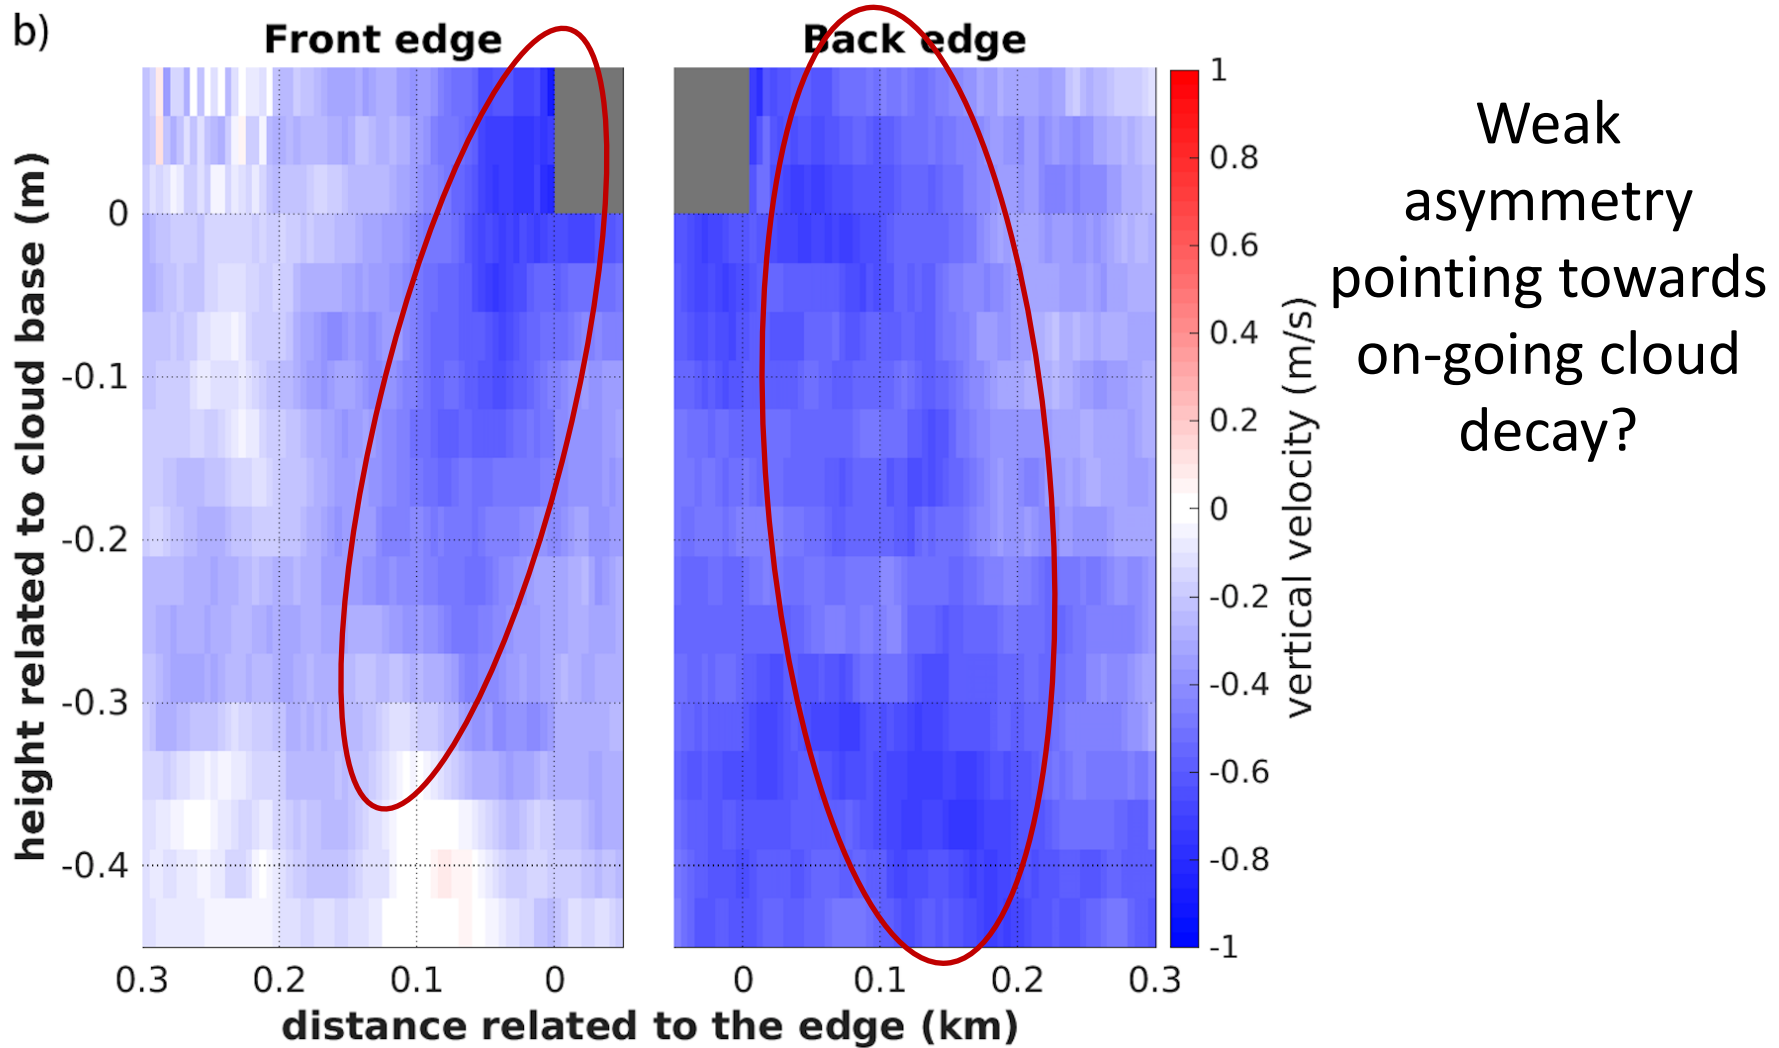 b)
Front edge
Back edge
height related to cloud base (m)
0
-0.1
-0.2
-0.3
-0.4
0.3
0.2
0.1
0
0
0.1
0.2
0.3
distance related to the edge (km)
1
0.8
0.6
0.4
0.2
0
-0.2
-0.4
-0.6
-0.8
-1
vertical velocity (m/s)
Weak
asymmetry
pointing towards
on-going cloud
decay?